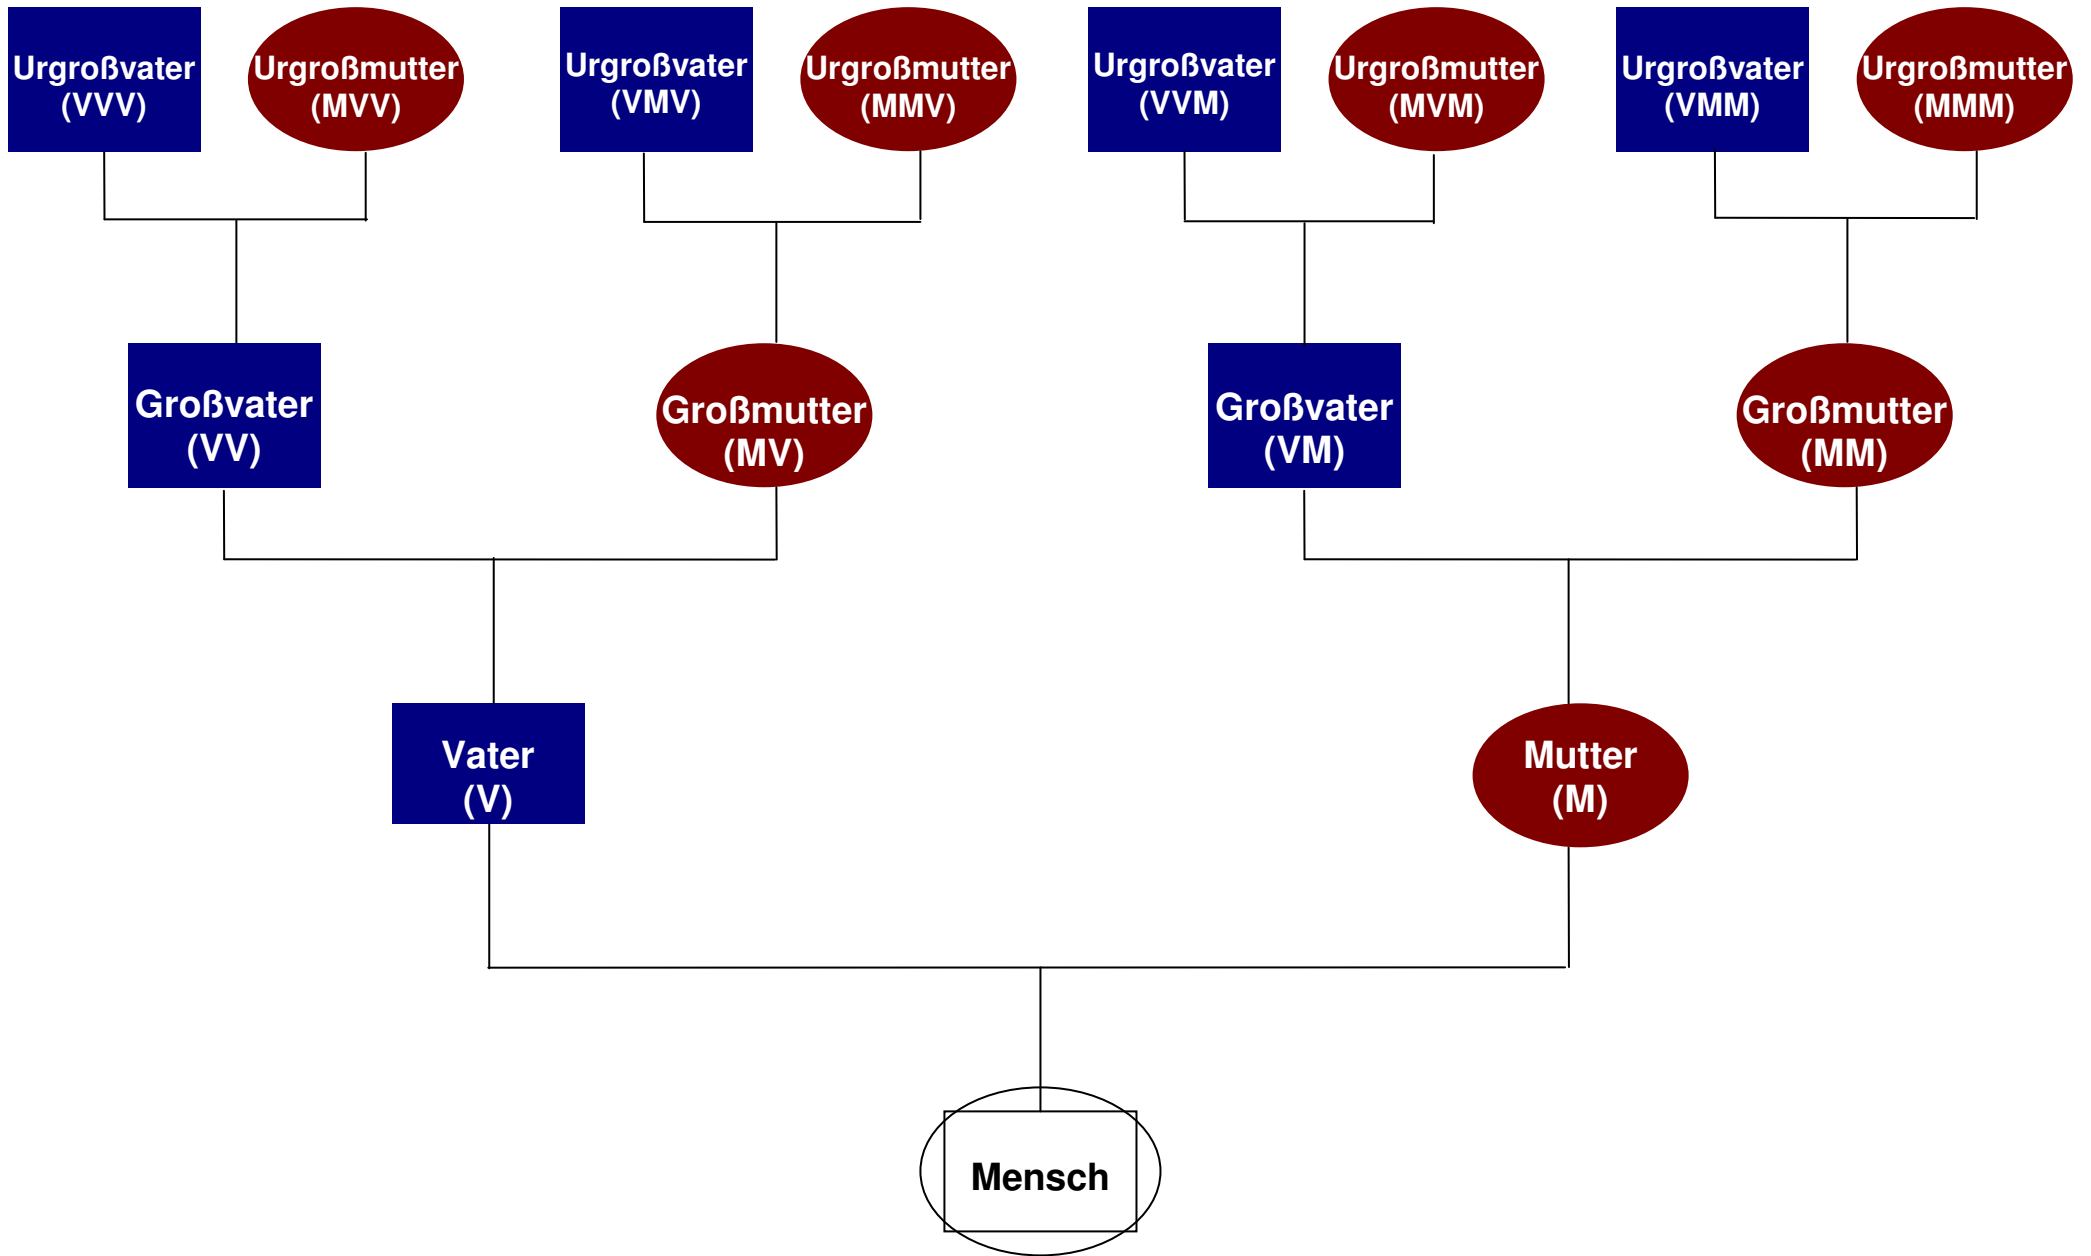 Urgroßvater
(VVV)
Urgroßmutter
(MVV)
Urgroßvater
(VMV)
Urgroßmutter
(MMV)
Urgroßvater
(VVM)
Urgroßmutter
(MVM)
Urgroßvater
(VMM)
Urgroßmutter
(MMM)
Großvater
(VV)
Großmutter
(MV)
Großvater
(VM)
Großmutter
(MM)
Vater
(V)
Mutter
(M)
Mensch